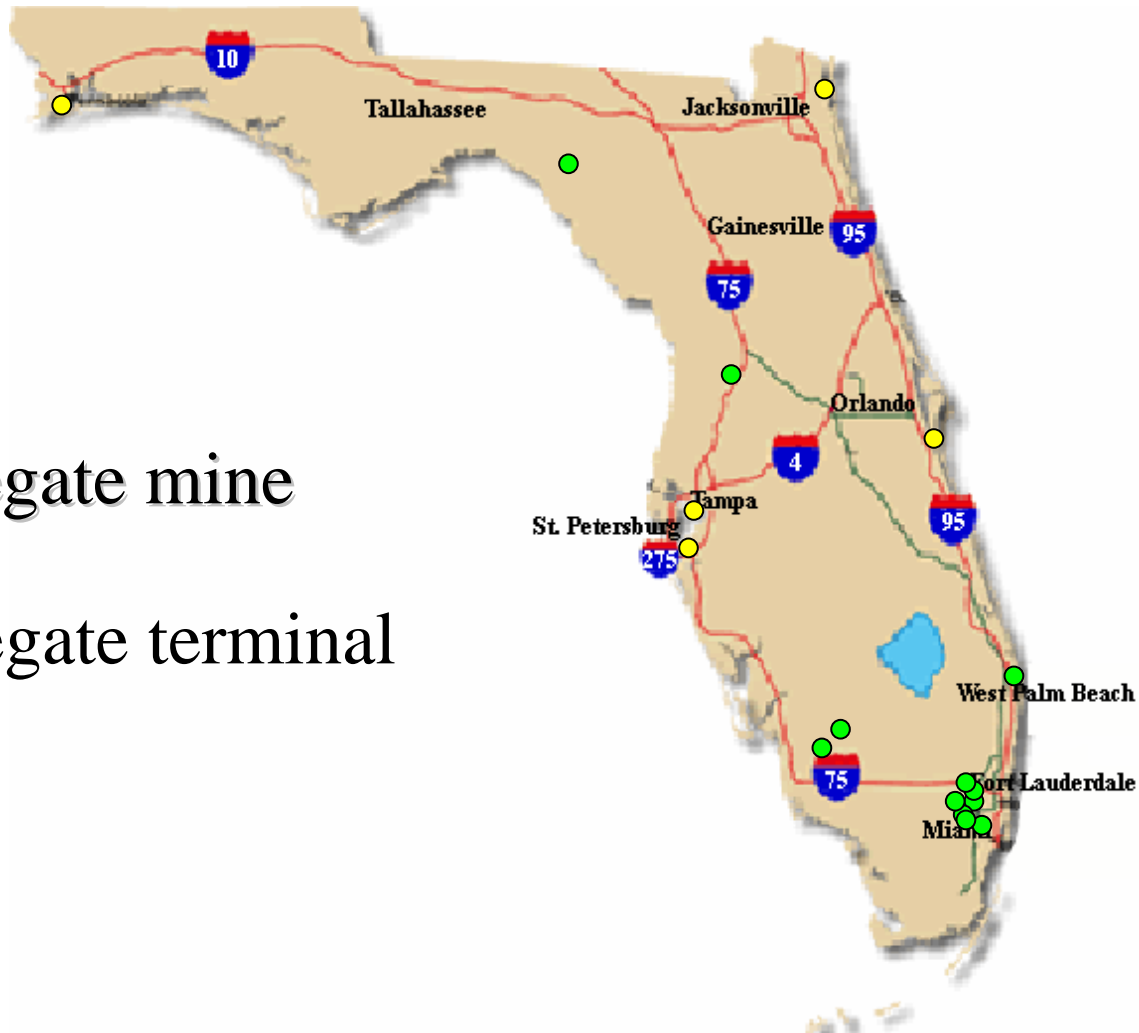 10
Tallahassee
Jacksonville
Gainesville
95
75
Orlando
4
egate mine
Tampa
95
St. Petersburg
275
egate terminal
West Palm Beach
75
Fort Lauderdale
Miami